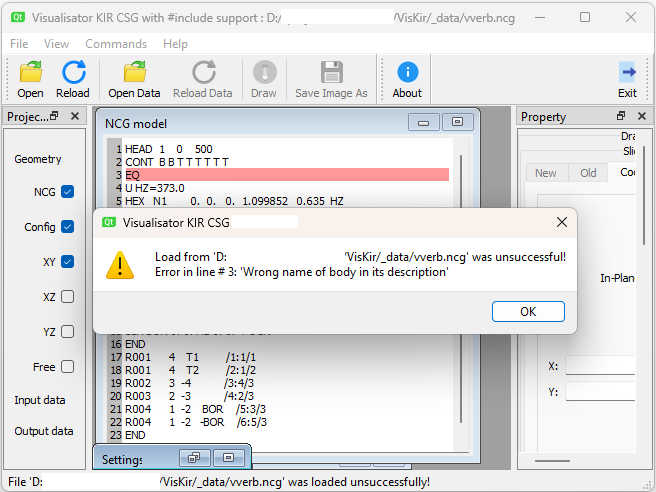 Visualisator KIR CSG with #include support : D:/ /VisKir/_data/vverb.ncg
File View Commands Help
Open Reload Open Data Reload Data Draw Save Image As About Exit
Projec...
Geometry
NCG
Config
XY
XZ
YZ
Free
Input data
Output data
NCG model
1 HEAD 1 0 500
2 CONT B B T T T T T T
3 EQ
4 U HZ=373.0
5 HEX N1 0. 0. 0. 1.099852 0.635 HZ
Visualisator KIR CSG
Load from 'D: '/VisKir/_data/vverb.ncg' was unsuccessful!
Error in line # 3: 'Wrong name of body in its description'
OK
16 END
17 R001 4 T1 /1:1/1
18 R001 4 T2 /2:1/2
19 R002 3 -4 /3:4/3
20 R003 2 -3 /4:2/3
21 R004 1 -2 BOR /5:3/3
22 R004 1 -2 -BOR /6:5/3
23 END
Settings
Property
Dra
Slic
New Old Coo
In-Plan
X:
Y:
File 'D: /VisKir/_data/vverb.ncg' was loaded unsuccessfully!